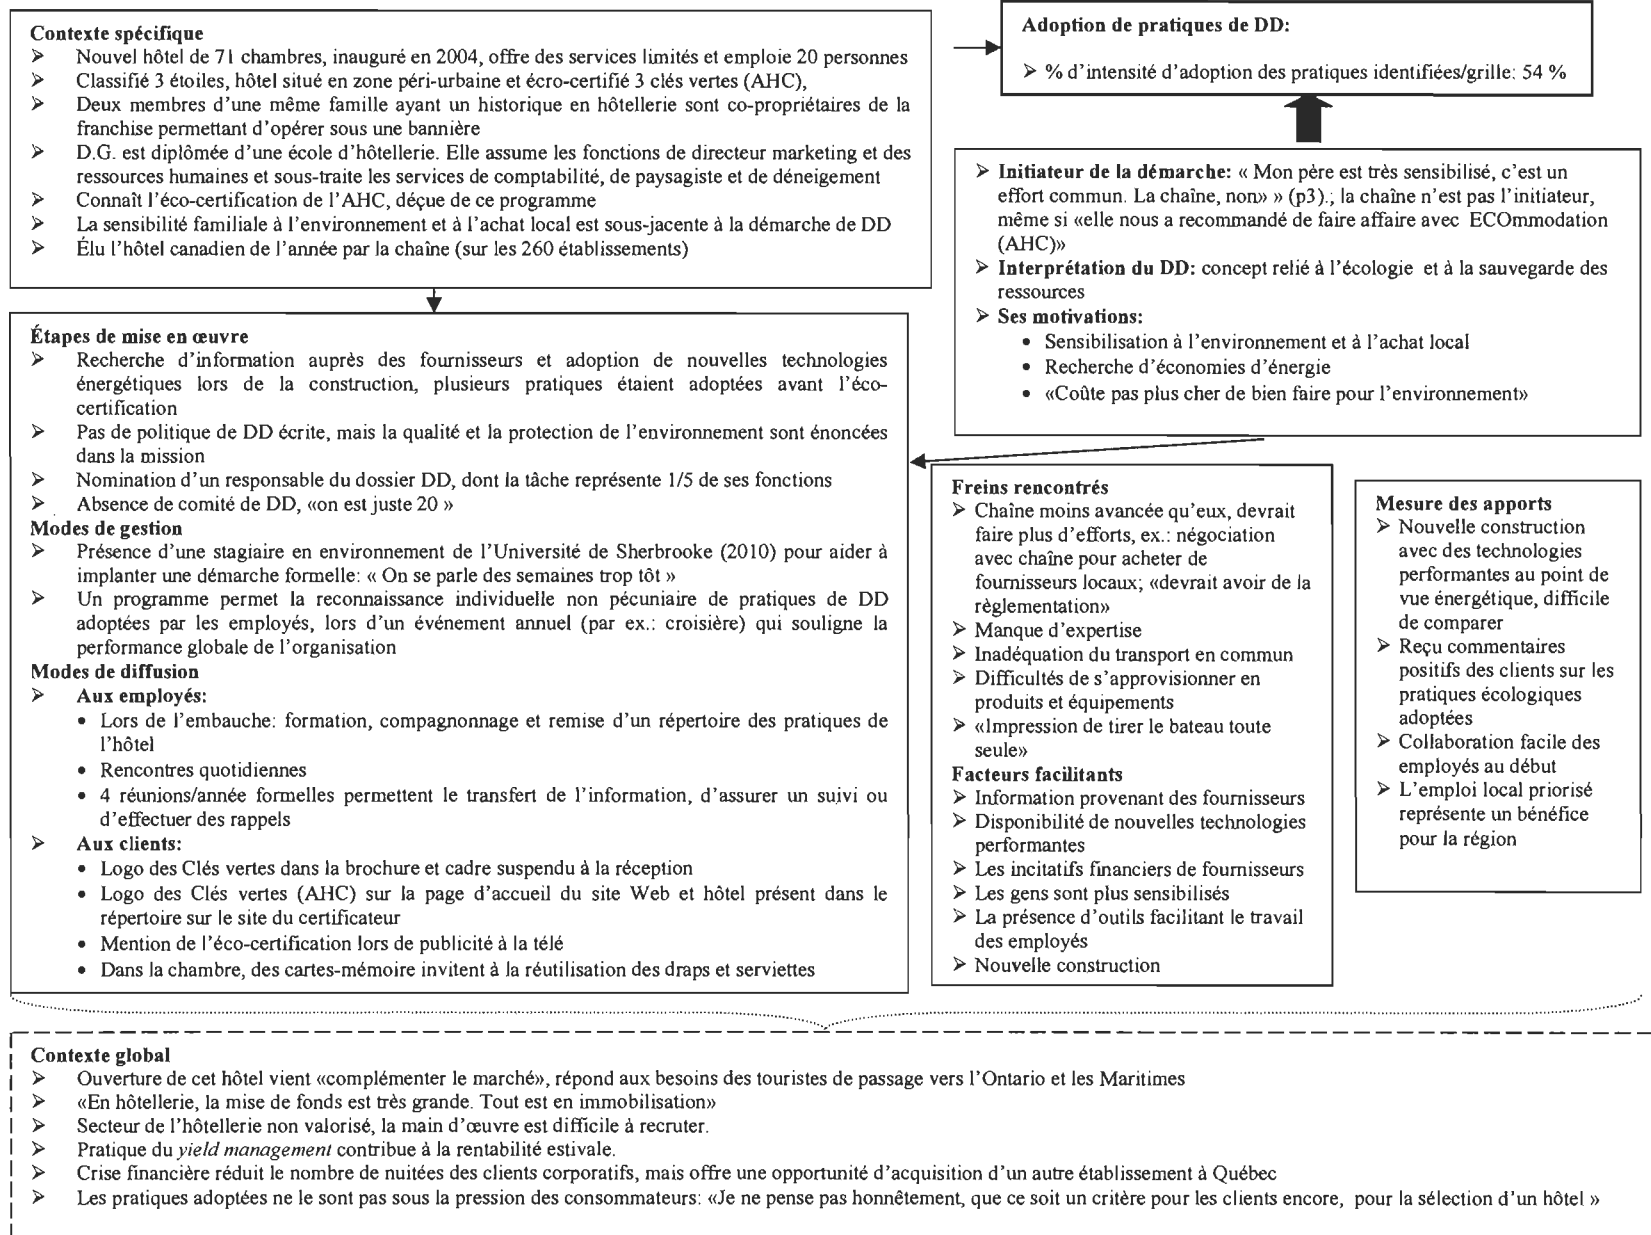 Contexte spécifique
➤ Nouvel hôtel de 71 chambres, inauguré en 2004, offre des services limités et emploie 20 personnes
➤ Classifié 3 étoiles, hôtel situé en zone péri-urbaine et écro-certifié 3 clés vertes (AHC),
➤ Deux membres d'une même famille ayant un historique en hôtellerie sont co-propriétaires de la
franchise permettant d'opérer sous une bannière
➤ D.G. est diplômée d'une école d'hôtellerie. Elle assume les fonctions de directeur marketing et des
ressources humaines et sous-traite les services de comptabilité, de paysagiste et de déneigement
➤ Connaît l'éco-certification de l'AHC, déçue de ce programme
➤ La sensibilité familiale à l'environnement et à l'achat local est sous-jacente à la démarche de DD
➤ Élu l'hôtel canadien de l'année par la chaîne (sur les 260 établissements)
Adoption de pratiques de DD:
➤ % d'intensité d'adoption des pratiques identifiées/grille: 54 %
➤ Initiateur de la démarche: « Mon père est très sensibilisé, c'est un
effort commun. La chaîne, non» » (p3).; la chaîne n'est pas l'initiateur,
même si «elle nous a recommandé de faire affaire avec ECOmmodation
(AHC)»
➤ Interprétation du DD: concept relié à l'écologie et à la sauvegarde des
ressources
➤ Ses motivations:
• Sensibilisation à l'environnement et à l'achat local
• Recherche d'économies d'énergie
• «Coûte pas plus cher de bien faire pour l'environnement»
Étapes de mise en œuvre
➤ Recherche d'information auprès des fournisseurs et adoption de nouvelles technologies
énergétiques lors de la construction, plusieurs pratiques étaient adoptées avant l'éco-
certification
➤ Pas de politique de DD écrite, mais la qualité et la protection de l'environnement sont énoncées
dans la mission
➤ Nomination d'un responsable du dossier DD, dont la tâche représente 1/5 de ses fonctions
➤ Absence de comité de DD, «on est juste 20 »
Modes de gestion
➤ Présence d'une stagiaire en environnement de l'Université de Sherbrooke (2010) pour aider à
implanter une démarche formelle: « On se parle des semaines trop tôt »
➤ Un programme permet la reconnaissance individuelle non pécuniaire de pratiques de DD
adoptées par les employés, lors d'un événement annuel (par ex.: croisière) qui souligne la
performance globale de l'organisation
Modes de diffusion
➤ Aux employés:
• Lors de l'embauche: formation, compagnonnage et remise d'un répertoire des pratiques de
l'hôtel
• Rencontres quotidiennes
• 4 réunions/année formelles permettent le transfert de l'information, d'assurer un suivi ou
d'effectuer des rappels
➤ Aux clients:
• Logo des Clés vertes dans la brochure et cadre suspendu à la réception
• Logo des Clés vertes (AHC) sur la page d'accueil du site Web et hôtel présent dans le
répertoire sur le site du certificateur
• Mention de l'éco-certification lors de publicité à la télé
• Dans la chambre, des cartes-mémoire invitent à la réutilisation des draps et serviettes
Freins rencontrés
➤ Chaîne moins avancée qu'eux, devrait
faire plus d'efforts, ex.: négociation
avec chaîne pour acheter de
fournisseurs locaux; «devrait avoir de la
règlementation»
➤ Manque d'expertise
➤ Inadéquation du transport en commun
➤ Difficultés de s'approvisionner en
produits et équipements
➤ «Impression de tirer le bateau toute
seule»
Facteurs facilitants
➤ Information provenant des fournisseurs
➤ Disponibilité de nouvelles technologies
performantes
➤ Les incitatifs financiers de fournisseurs
➤ Les gens sont plus sensibilisés
➤ La présence d'outils facilitant le travail
des employés
➤ Nouvelle construction
Mesure des apports
➤ Nouvelle construction
avec des technologies
performantes au point de
vue énergétique, difficile
de comparer
➤ Reçu commentaires
positifs des clients sur les
pratiques écologiques
adoptées
➤ Collaboration facile des
employés au début
➤ L'emploi local priorisé
représente un bénéfice
pour la région
Contexte global
➤ Ouverture de cet hôtel vient «complémenter le marché», répond aux besoins des touristes de passage vers l'Ontario et les Maritimes
➤ «En hôtellerie, la mise de fonds est très grande. Tout est en immobilisation»
➤ Secteur de l'hôtellerie non valorisé, la main d'œuvre est difficile à recruter.
➤ Pratique du yield management contribue à la rentabilité estivale.
➤ Crise financière réduit le nombre de nuitées des clients corporatifs, mais offre une opportunité d'acquisition d'un autre établissement à Québec
➤ Les pratiques adoptées ne le sont pas sous la pression des consommateurs: «Je ne pense pas honnêtement, que ce soit un critère pour les clients encore, pour la sélection d'un hôtel »